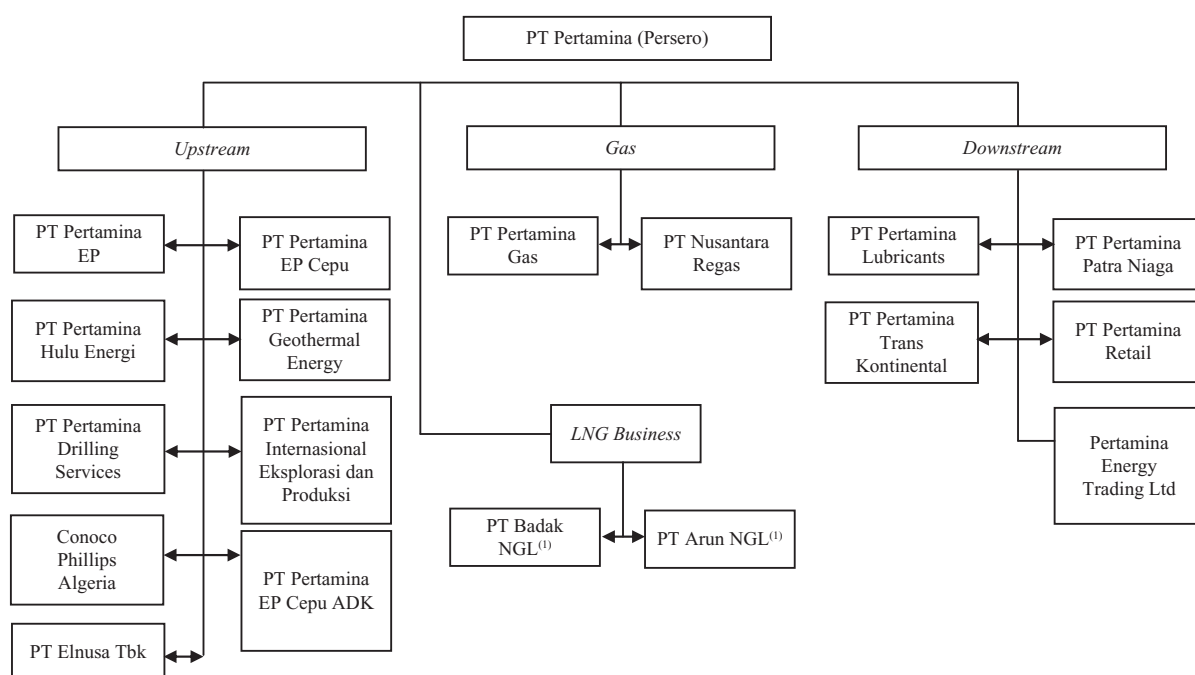 PT Pertamina (Persero)
Upstream
Gas
Downstream
PT Pertamina
EP
PT Pertamina
EP Cepu
PT Pertamina
Gas
PT Nusantara
Regas
PT Pertamina
Lubricants
PT Pertamina
Patra Niaga
PT Pertamina
Hulu Energi
PT Pertamina
Geothermal
Energy
PT Pertamina
Trans
Kontinental
PT Pertamina
Retail
PT Pertamina
Drilling
Services
PT Pertamina
Internasional
Eksplorasi dan
Produksi
LNG Business
Pertamina
Energy
Trading Ltd
Conoco
Phillips
Algeria
PT Pertamina
EP Cepu ADK
PT Badak
NGL(1)
PT Arun NGL(1)
PT Elnusa Tbk